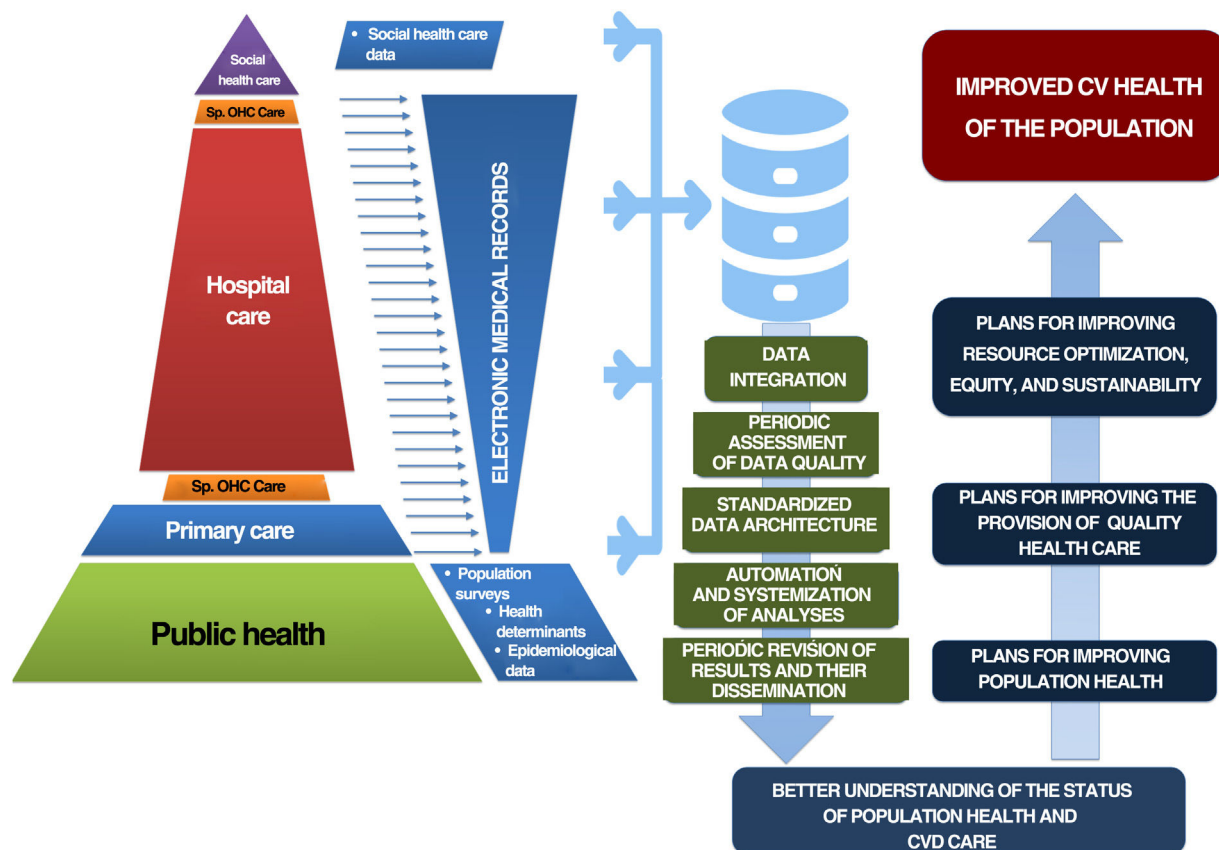 Social
health care
Sp. OHC Care
Hospital
care
Sp. OHC Care
Primary care
Public health
• Social health care
data
ELECTRONIC MEDICAL RECORDS
• Population
surveys
• Health
determinants
• Epidemiological
data
DATA
INTEGRATION
PERIODIC
ASSESSMENT
OF DATA QUALITY
STANDARDIZED
DATA ARCHITECTURE
AUTOMATION
AND SYSTEMIZATION
OF ANALYSES
PERIODIC REVISION OF
RESULTS AND THEIR
DISSEMINATION
BETTER UNDERSTANDING OF THE STATUS
OF POPULATION HEALTH AND
CVD CARE
IMPROVED CV HEALTH
OF THE POPULATION
PLANS FOR IMPROVING
RESOURCE OPTIMIZATION,
EQUITY, AND SUSTAINABILITY
PLANS FOR IMPROVING THE
PROVISION OF QUALITY
HEALTH CARE
PLANS FOR IMPROVING
POPULATION HEALTH